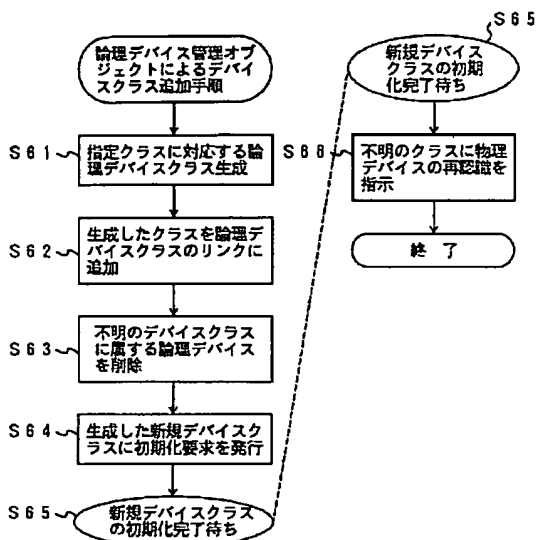 論理デバイス管理オブ
ジェクトによるデバイ
スクラス追加手順
S61
指定クラスに対応する論
理デバイスクラス生成
S62
生成したクラスを論理デ
バイスクラスのリンクに
追加
S63
不明のデバイスクラス
に属する論理デバイス
を削除
S64
生成した新規デバイスク
ラスに初期化要求を発行
S65
新規デバイスクラス
の初期化完了待ち
S65
新規デバイス
クラスの初期
化完了待ち
S66
不明のクラスに物理
デバイスの再認識を
指示
終了